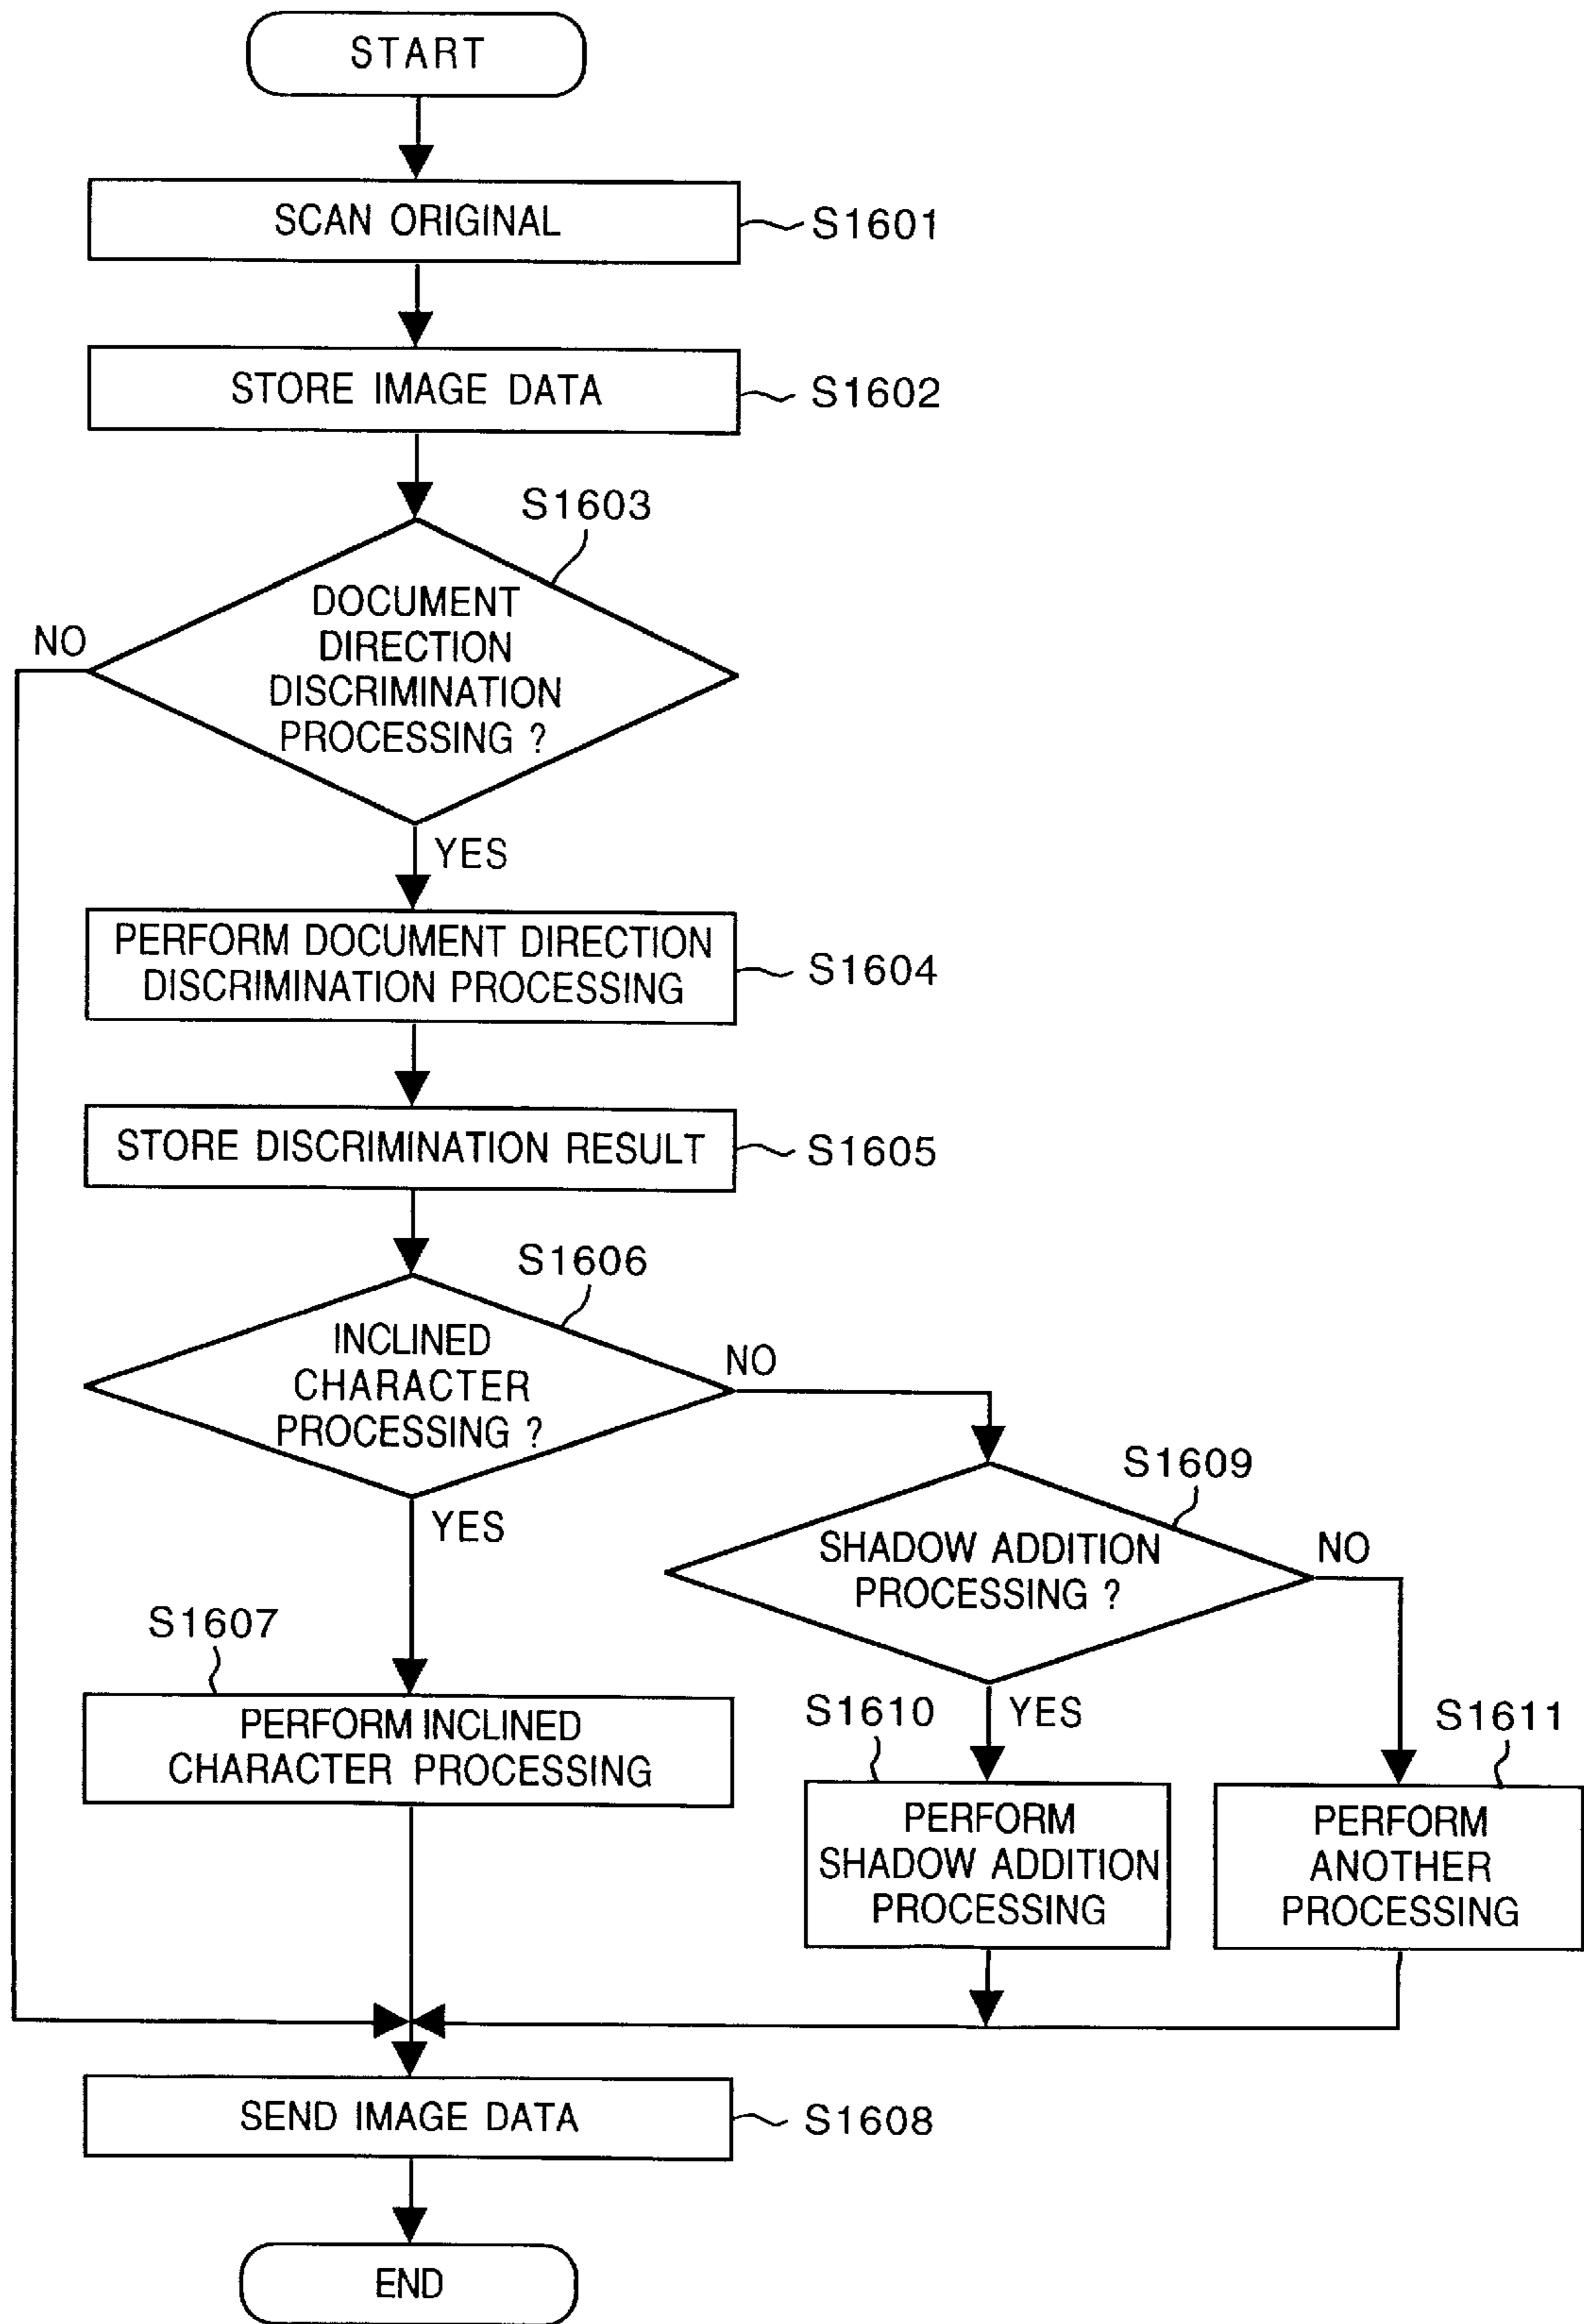 START
SCAN ORIGINAL
S1601
STORE IMAGE DATA
S1602
S1603
DOCUMENT
DIRECTION
DISCRIMINATION
PROCESSING ?
NO
YES
PERFORM DOCUMENT DIRECTION
DISCRIMINATION PROCESSING
S1604
STORE DISCRIMINATION RESULT
S1605
S1606
INCLINED
CHARACTER
PROCESSING ?
NO
YES
S1609
SHADOW ADDITION
PROCESSING ?
NO
YES
S1607
PERFORM INCLINED
CHARACTER PROCESSING
S1610
PERFORM
SHADOW ADDITION
PROCESSING
S1611
PERFORM
ANOTHER
PROCESSING
SEND IMAGE DATA
S1608
END